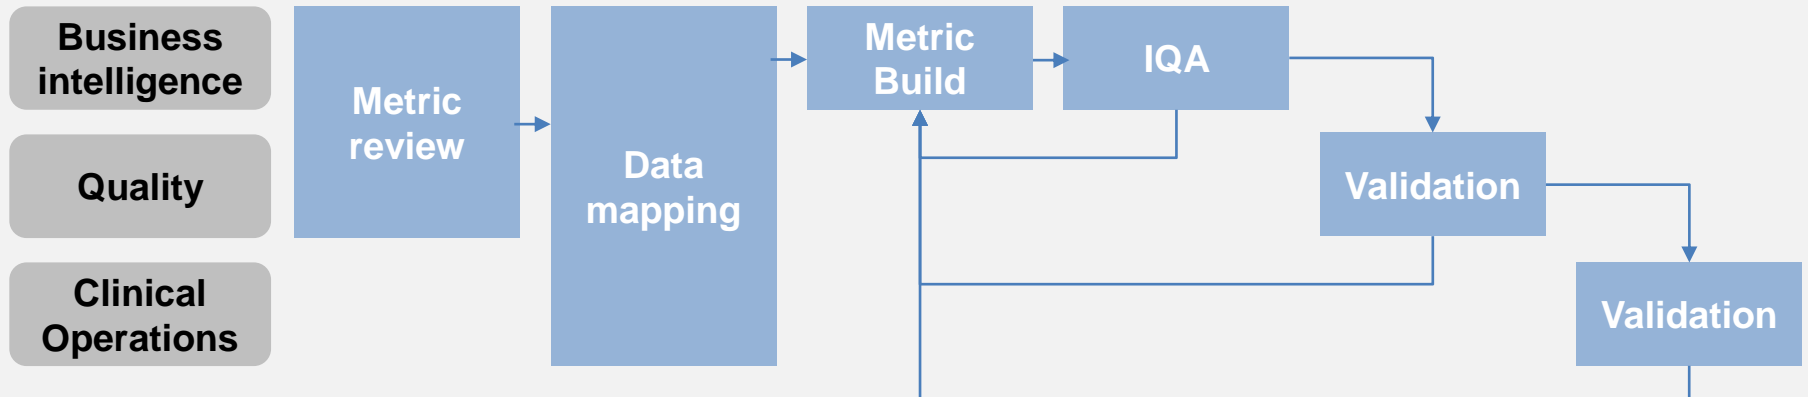 Business
intelligence
Quality
Clinical
Operations
Metric
review
Data
mapping
Metric
Build
IQA
Validation
Validation